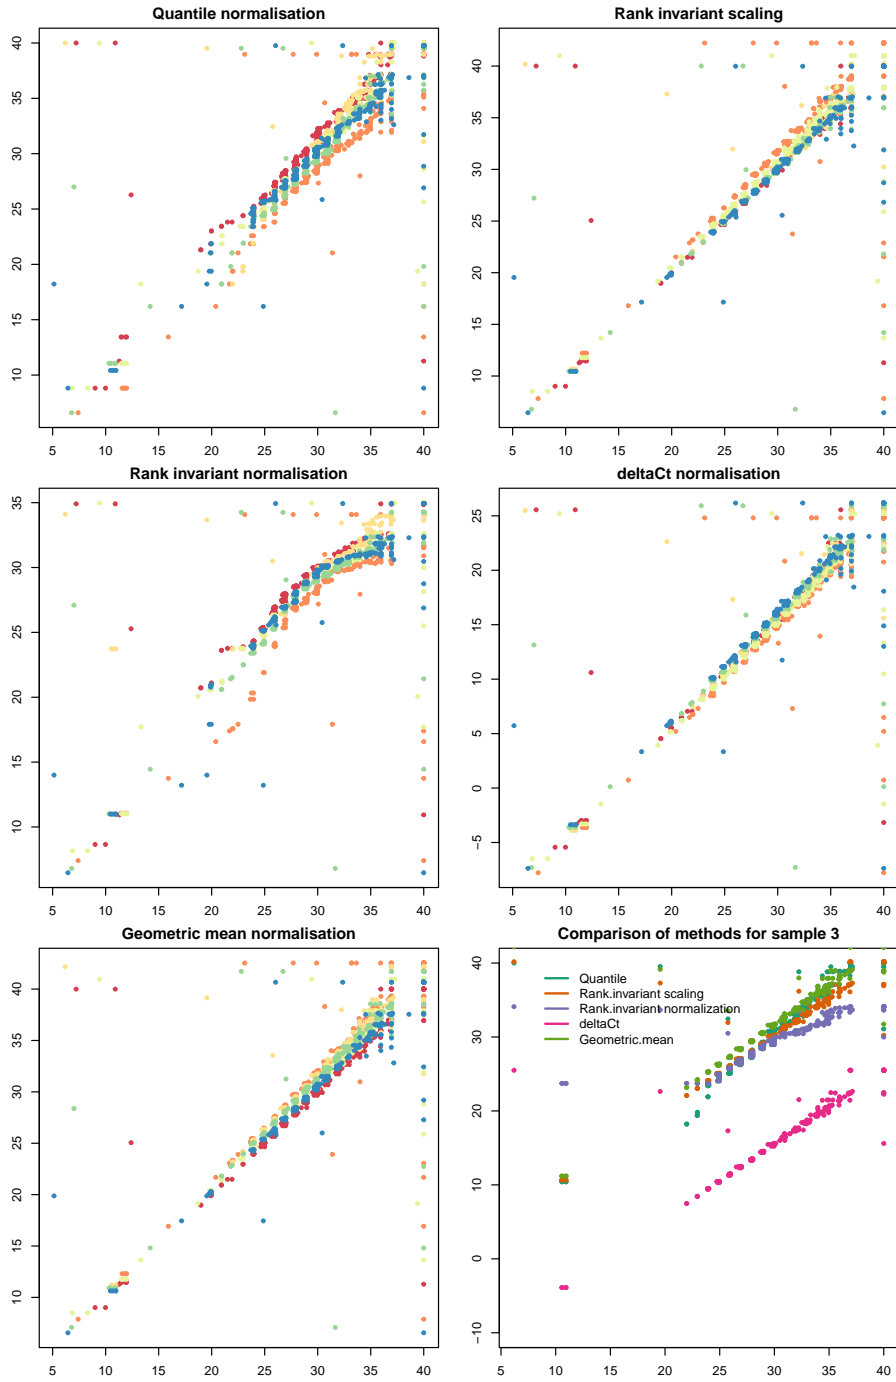 Quantile normalisation
40
35
30
25
20
15
10
5 10 15 20 25 30 35 40
Rank invariant scaling
40
35
30
25
20
15
10
5 10 15 20 25 30 35 40
Rank invariant normalisation
35
30
25
20
15
10
5 10 15 20 25 30 35 40
deltaCt normalisation
25
20
15
10
5
0
−5
5 10 15 20 25 30 35 40
Geometric mean normalisation
40
35
30
25
20
15
10
5 10 15 20 25 30 35 40
Comparison of methods for sample 3
40
30
20
10
0
−10
Quantile
Rank.invariant scaling
Rank.invariant normalization
deltaCt
Geometric.mean
5 10 15 20 25 30 35 40